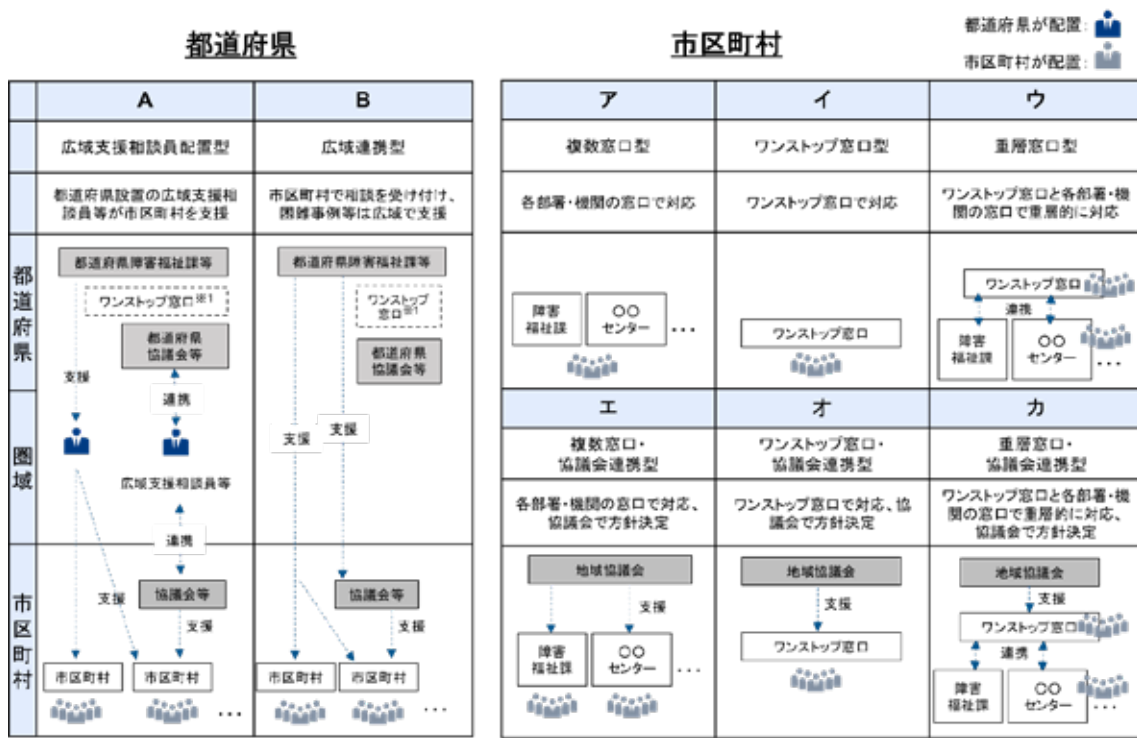 都道府県
市区町村
都道府県が配置:
市区町村が配置:
A
B
広域支援相談員配置型
広域連携型
都道府県設置の広域支援相
談員等が市区町村を支援
市区町村で相談を受け付け、
困難事例等は広域で支援
都道府県
圏域
市区町村
都道府県障害福祉課等
ワンストップ窓口※1
都道府県
協議会等
支援
連携
広域支援相談員等
連携
支援
協議会等
支援
市区町村
市区町村
...
都道府県障害福祉課等
ワンストップ
窓口※1
都道府県
協議会等
支援
支援
協議会等
支援
市区町村
市区町村
...
ア
イ
ウ
複数窓口型
ワンストップ窓口型
重層窓口型
各部署・機関の窓口で対応
ワンストップ窓口で対応
ワンストップ窓口と各部署・機
関の窓口で重層的に対応
障害
福祉課
〇〇
センター
...
ワンストップ窓口
ワンストップ窓口
連携
障害
福祉課
〇〇
センター
...
エ
オ
カ
複数窓口・
協議会連携型
ワンストップ窓口・
協議会連携型
重層窓口・
協議会連携型
各部署・機関の窓口で対応、
協議会で方針決定
ワンストップ窓口で対応、協
議会で方針決定
ワンストップ窓口と各部署・機
関の窓口で重層的に対応、
協議会で方針決定
地域協議会
支援
障害
福祉課
〇〇
センター
...
地域協議会
支援
ワンストップ窓口
地域協議会
支援
ワンストップ窓口
連携
障害
福祉課
〇〇
センター
...